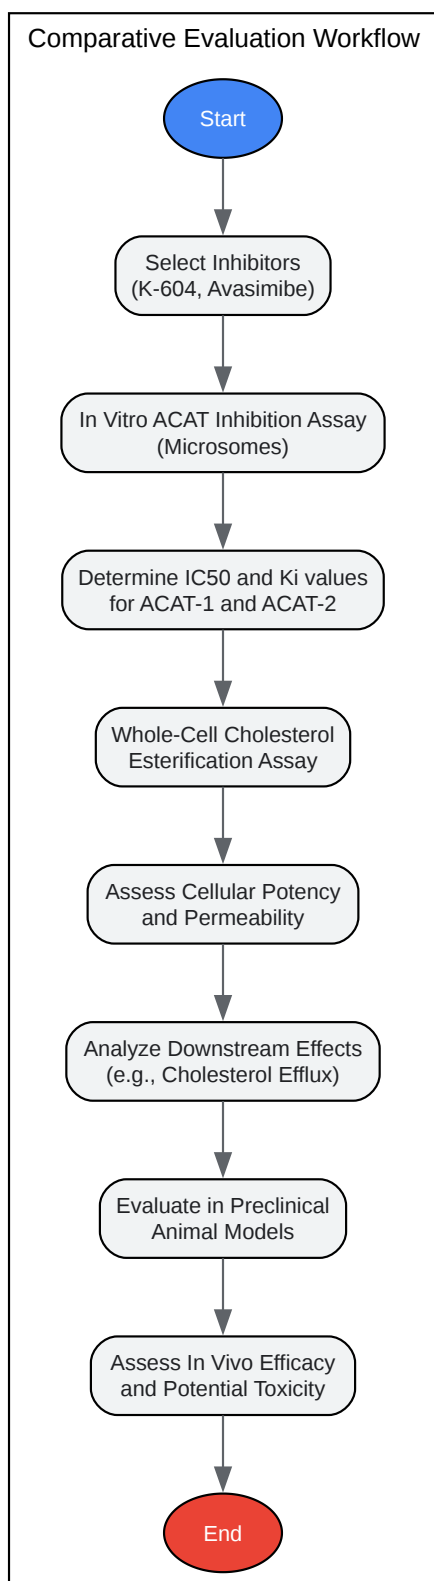 Comparative Evaluation Workflow
Start
Select Inhibitors
(K-604, Avasimibe)
In Vitro ACAT Inhibition Assay
(Microsomes)
Determine IC50 and Ki values
for ACAT-1 and ACAT-2
Whole-Cell Cholesterol
Esterification Assay
Assess Cellular Potency
and Permeability
Analyze Downstream Effects
(e.g., Cholesterol Efflux)
Evaluate in Preclinical
Animal Models
Assess In Vivo Efficacy
and Potential Toxicity
End